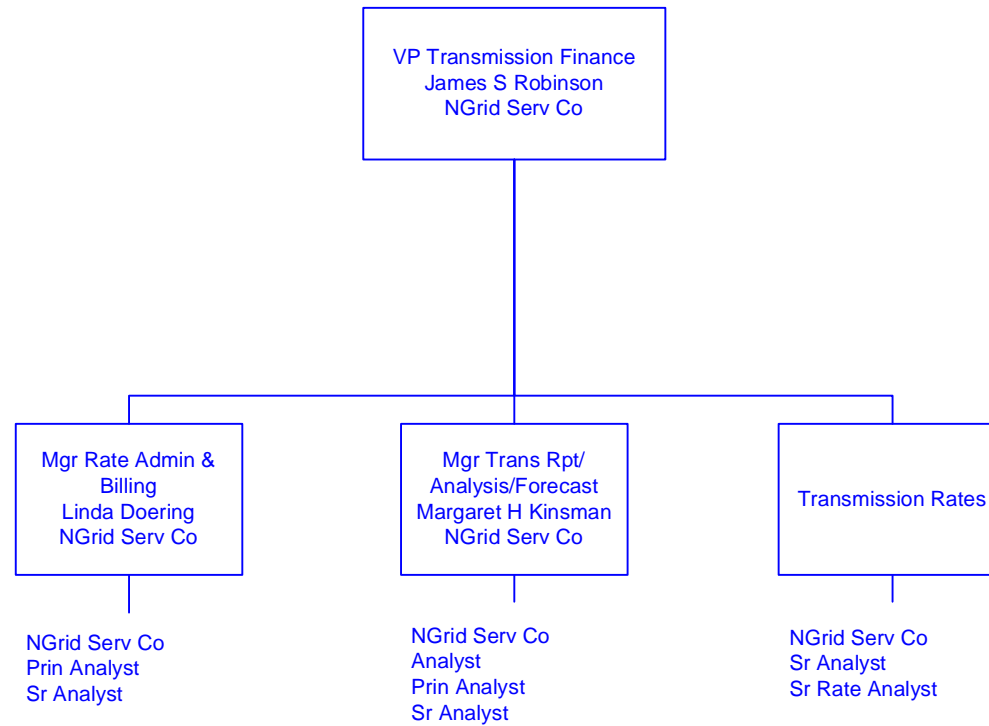 VP Transmission Finance
James S Robinson
NGrid Serv Co
Mgr Rate Admin &
Billing
Linda Doering
NGrid Serv Co
Mgr Trans Rpt/
Analysis/Forecast
Margaret H Kinsman
NGrid Serv Co
Transmission Rates
NGrid Serv Co
Prin Analyst
Sr Analyst
NGrid Serv Co
Analyst
Prin Analyst
Sr Analyst
NGrid Serv Co
Sr Analyst
Sr Rate Analyst